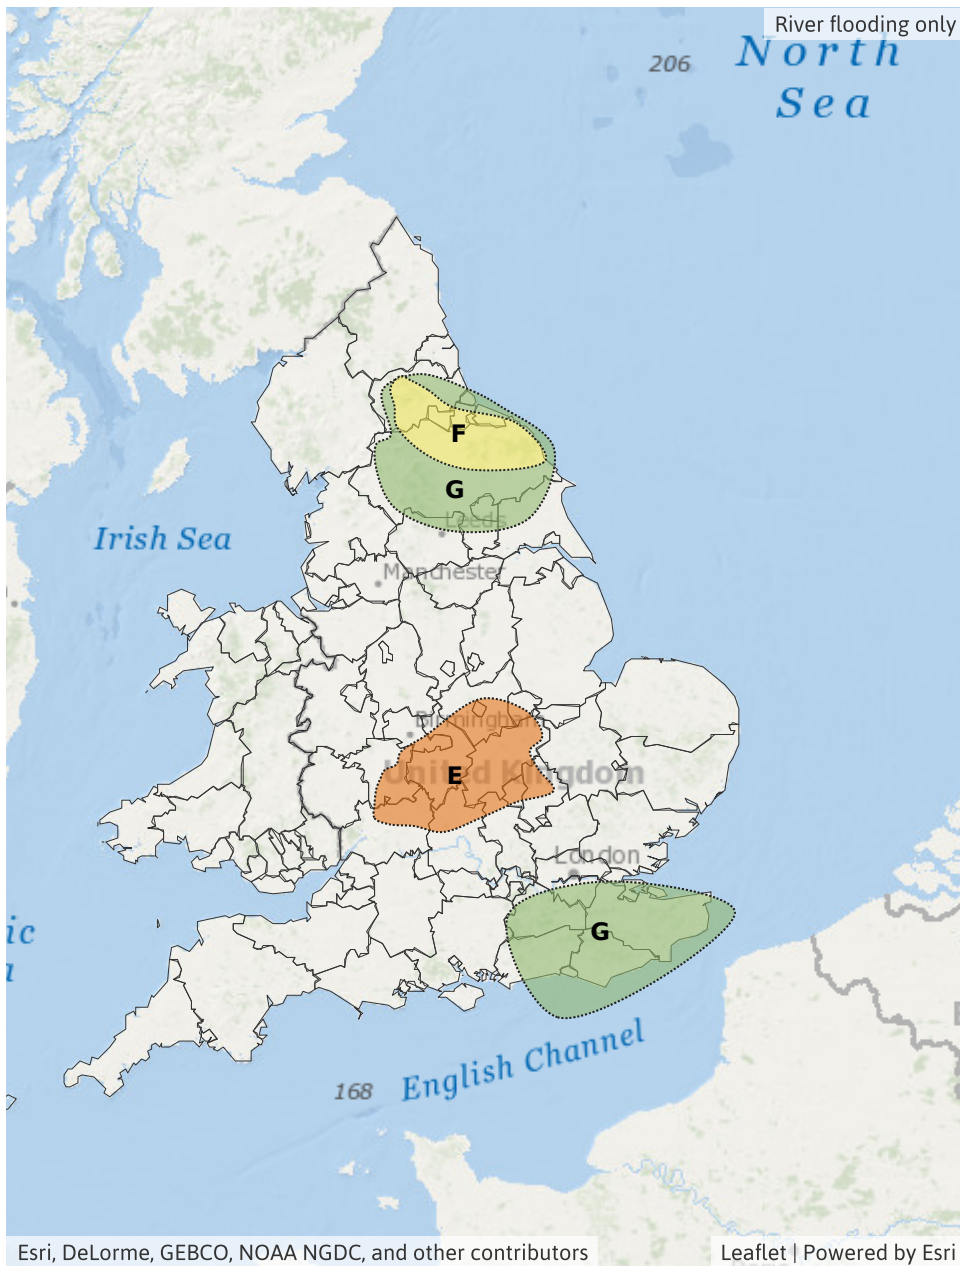 River flooding only
206
North
Sea
F
G
Leeds
Irish Sea
Manchester
Birmingham
United Kingdom
E
London
G
ic
a
English Channel
168
Esri, DeLorme, GEBCO, NOAA NGDC, and other contributors
Leaflet | Powered by Esri